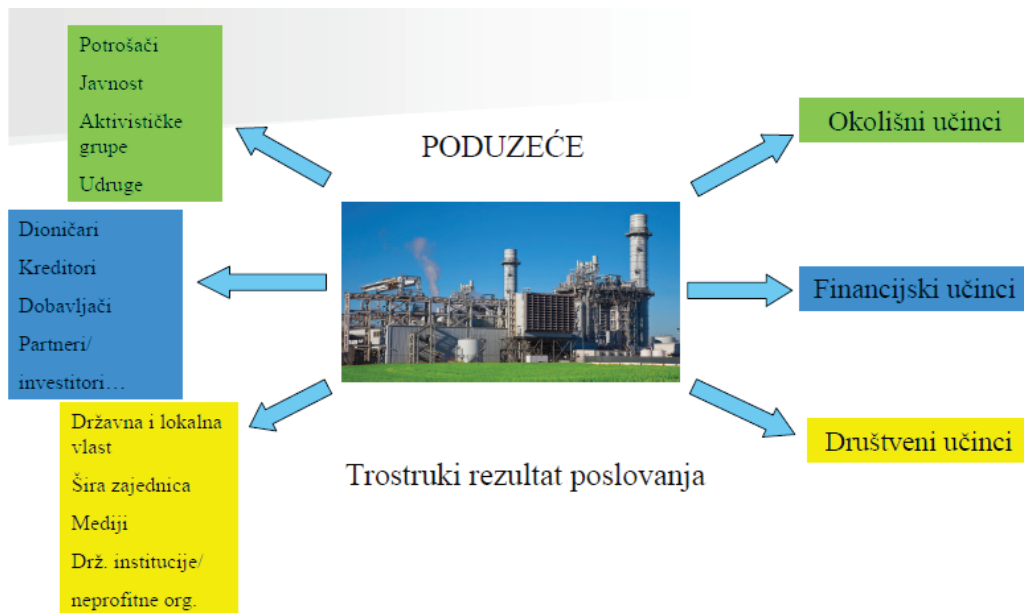 Potrošači
Javnost
Aktivističke
grupe
Udruge
Dioničari
Kreditori
Dobavljači
Partneri/
investitori...
Državna i lokalna
vlast
Šira zajednica
Mediji
Drž. institucije/
neprofitne org.
PODUZEĆE
Trostruki rezultat poslovanja
Okolišni učinci
Financijski učinci
Društveni učinci